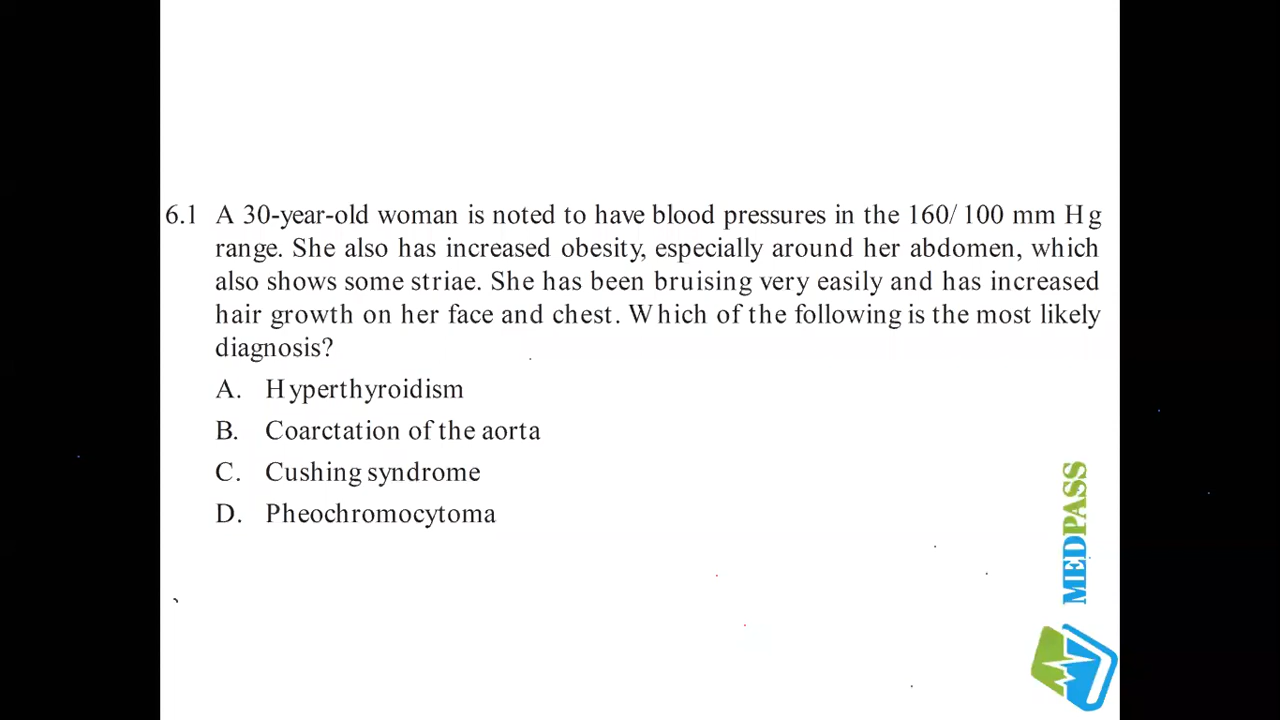 6.1 A 30-year-old woman is noted to have blood pressures in the 160/100 mm Hg
range. She also has increased obesity, especially around her abdomen, which
also shows some striae. She has been bruising very easily and has increased
hair growth on her face and chest. Which of the following is the most likely
diagnosis?
A. Hyperthyroidism
B. Coarctation of the aorta
C. Cushing syndrome
D. Pheochromocytoma
MEDPASS